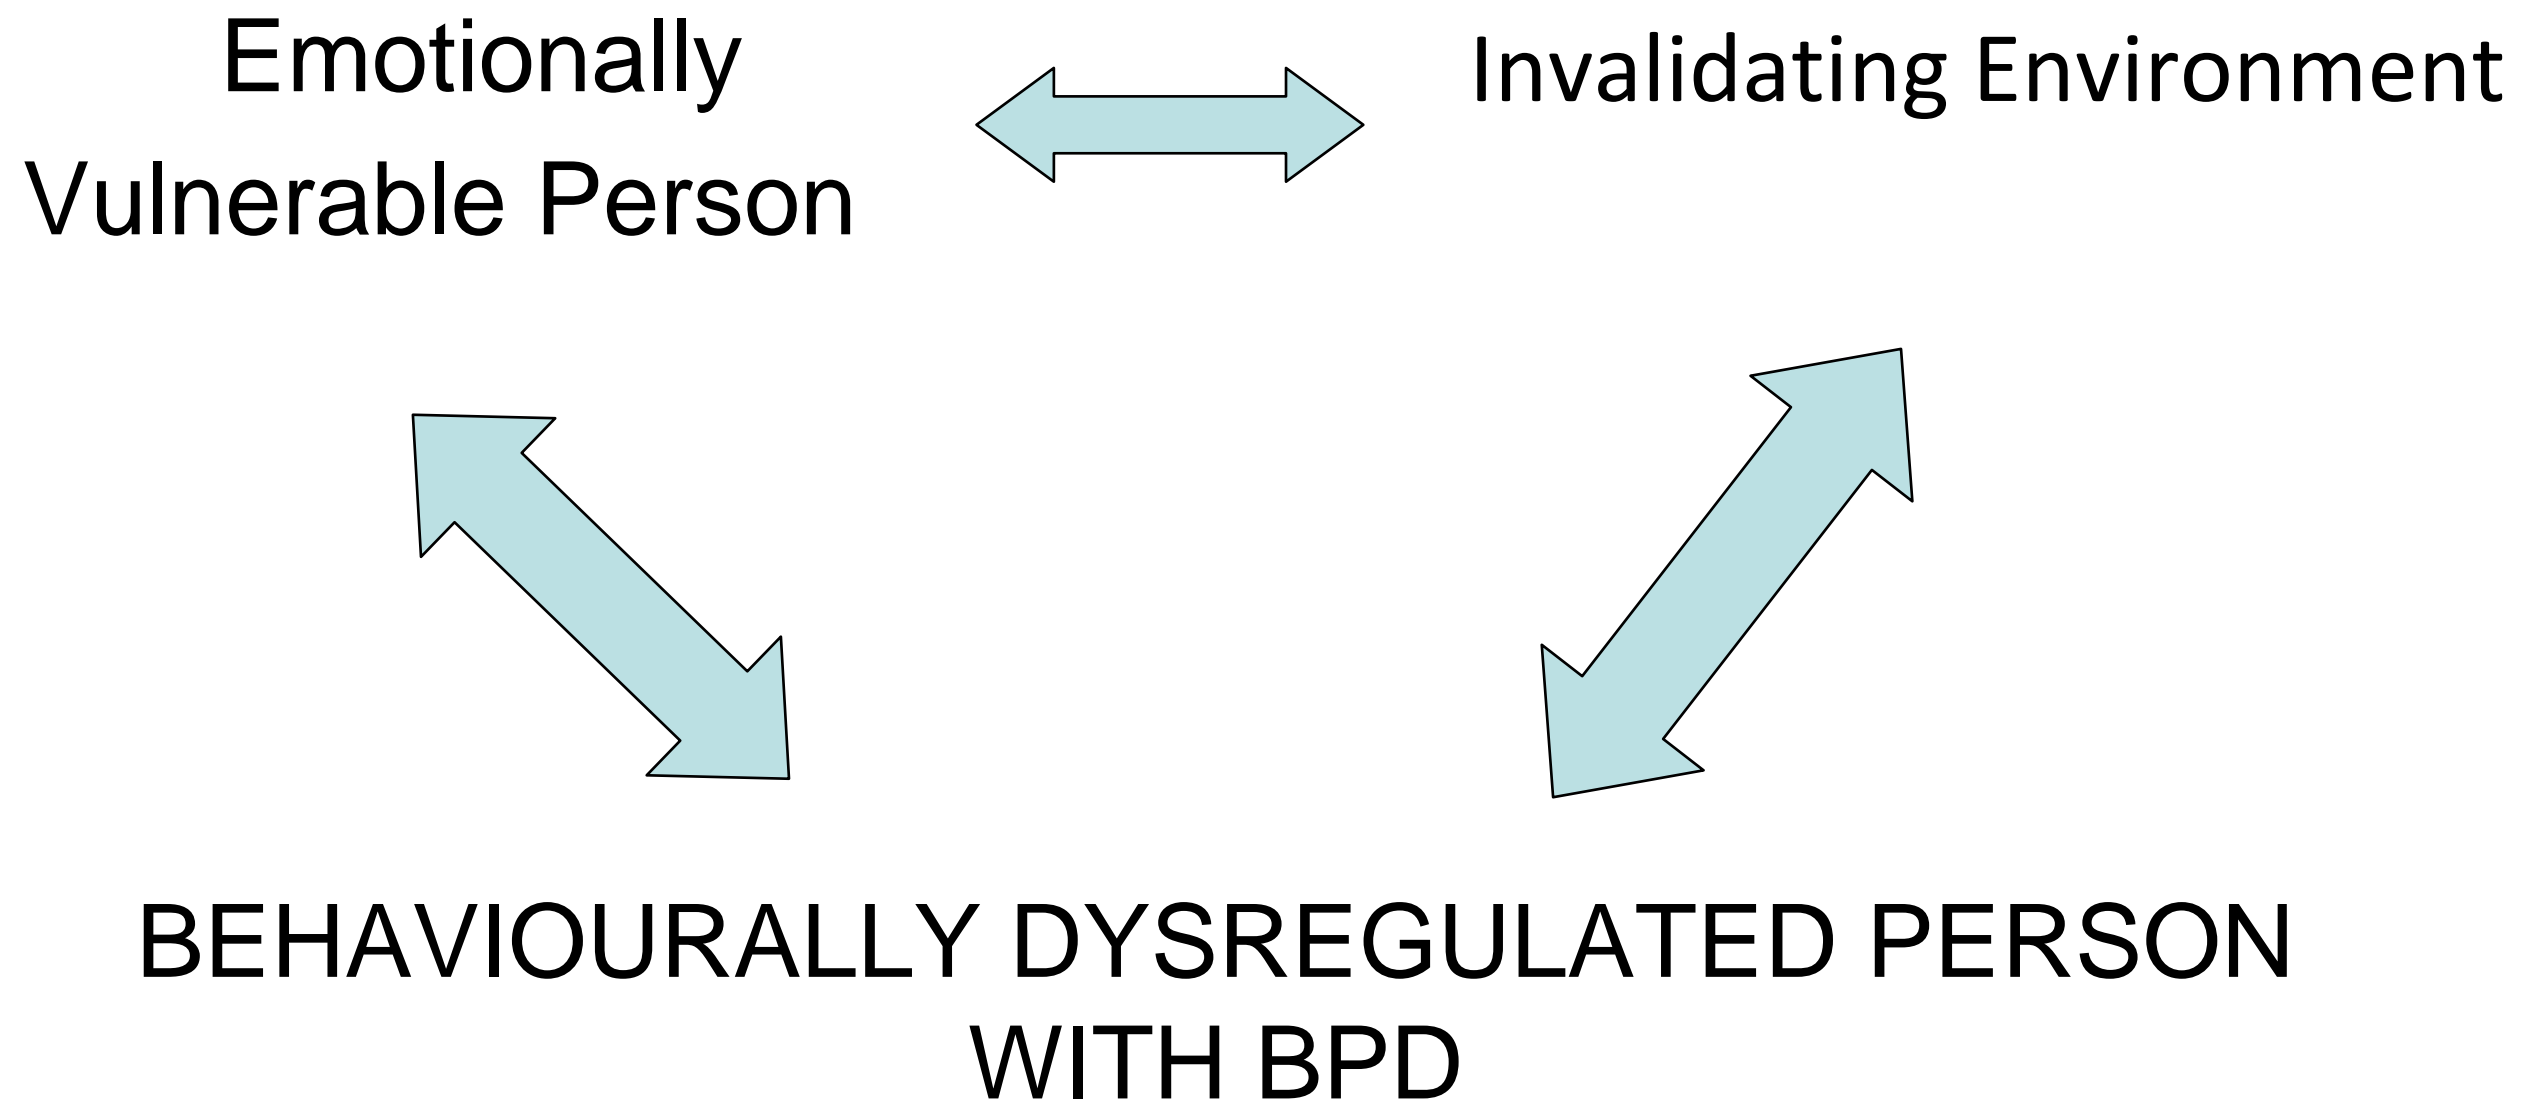 Emotionally
Vulnerable Person
Invalidating Environment
BEHAVIOURALLY DYSREGULATED PERSON
WITH BPD